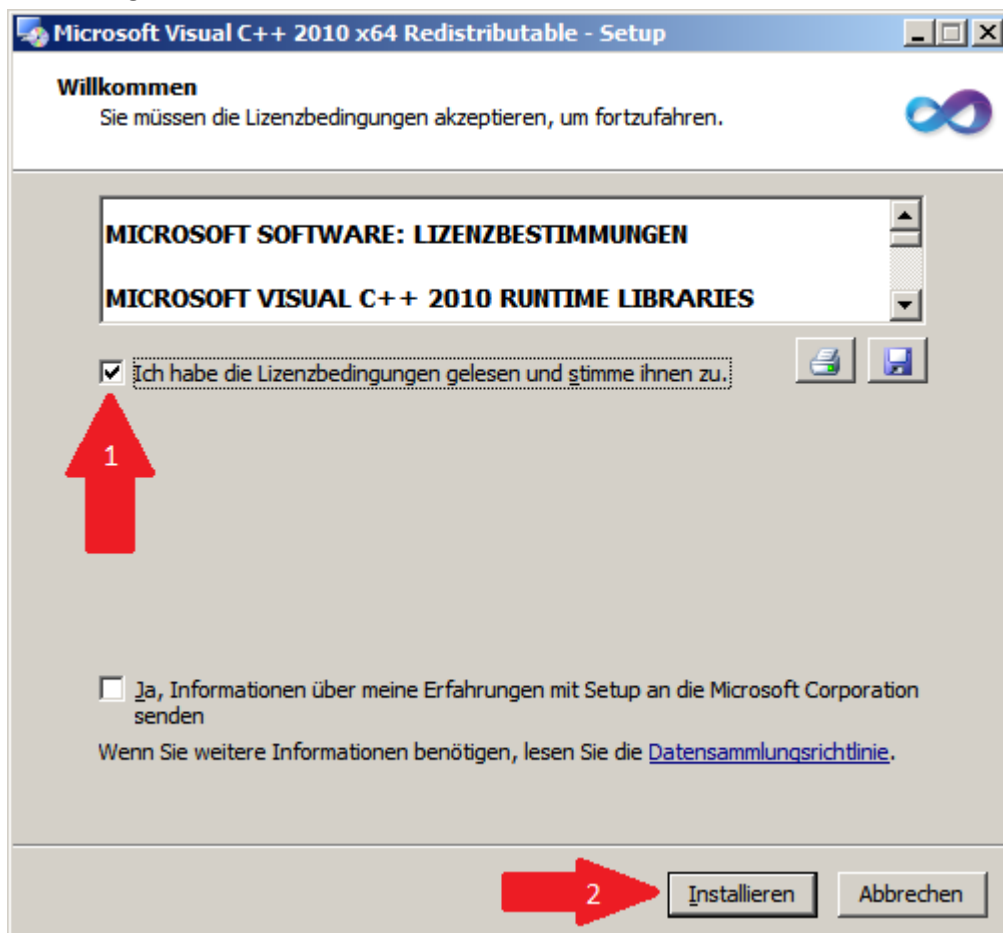 Microsoft Visual C++ 2010 x64 Redistributable - Setup
Willkommen
Sie müssen die Lizenzbedingungen akzeptieren, um fortzufahren.
MICROSOFT SOFTWARE: LIZENZBESTIMMUNGEN
MICROSOFT VISUAL C++ 2010 RUNTIME LIBRARIES
Ich habe die Lizenzbedingungen gelesen und stimme ihnen zu.
1
Ja, Informationen über meine Erfahrungen mit Setup an die Microsoft Corporation
senden
Wenn Sie weitere Informationen benötigen, lesen Sie die Datensammlungsrichtlinie.
2
Installieren
Abbrechen